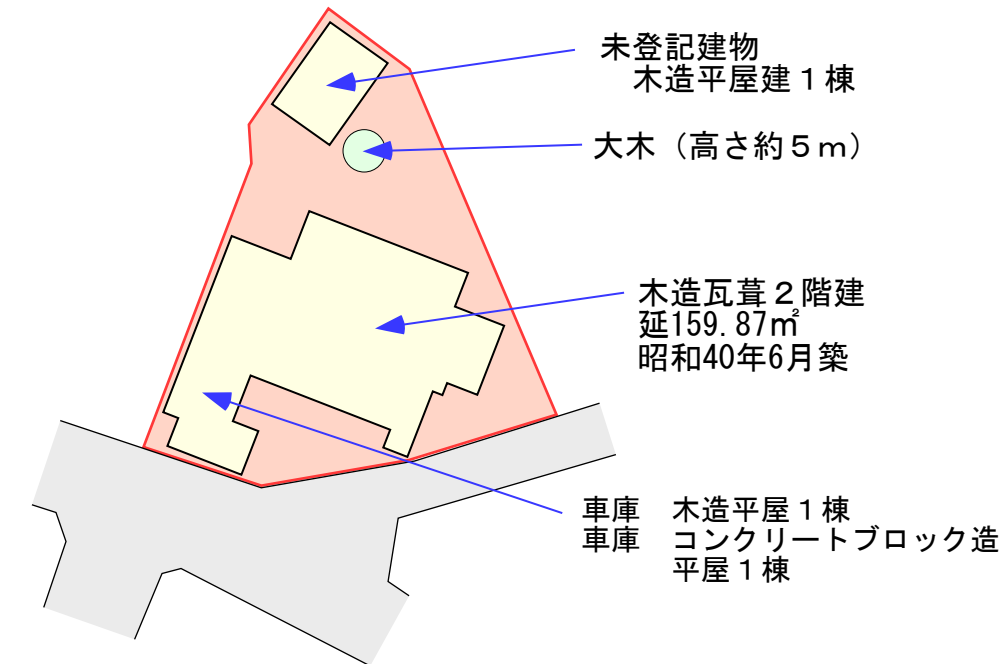 未登記建物
木造平屋建１棟
大木（高さ約５ｍ）
木造瓦葺２階建
延159.87㎡
昭和40年6月築
車庫　木造平屋１棟
車庫　コンクリートブロック造
平屋１棟